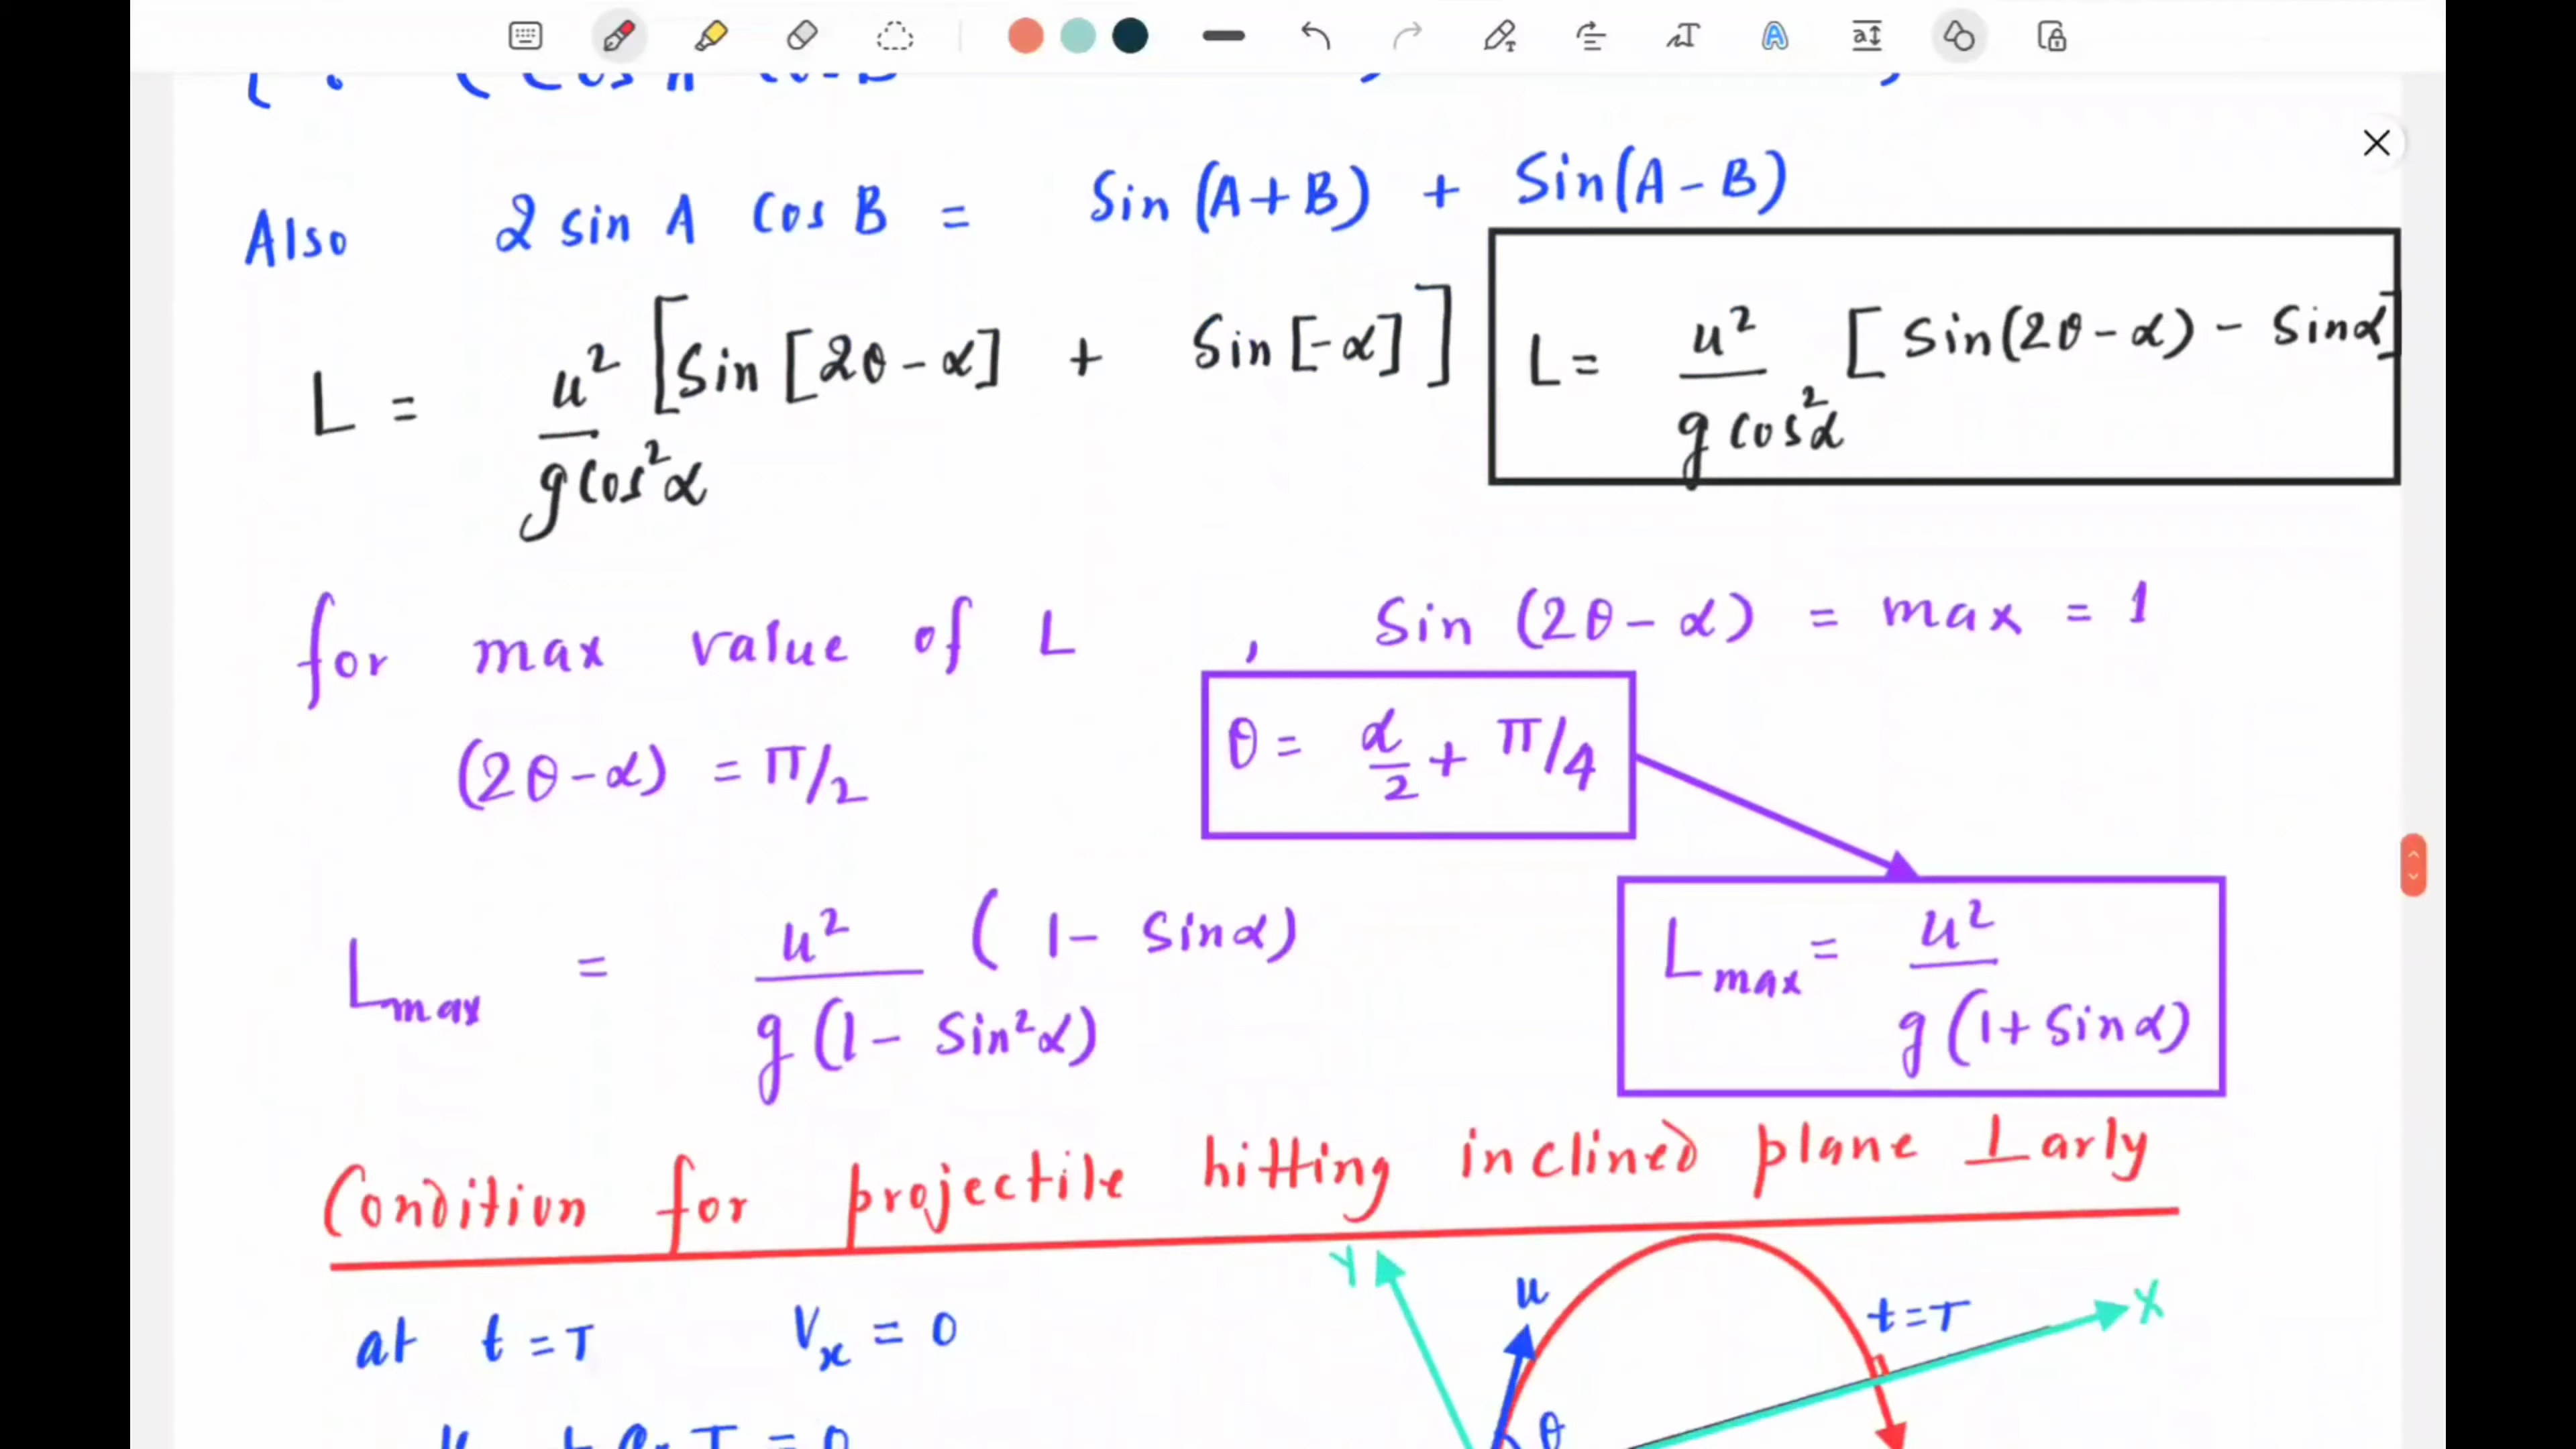 Also 2 sin A cos B = Sin (A+B) + Sin(A-B)
L = u²/g cos²α [Sin [2θ-α] + Sin [-α]]
L = u²/g cos²α [Sin(2θ-α) - Sinα]
for max value of L , Sin (2θ-α) = max = 1
(2θ-α) = π/2
θ = α/2 + π/4
Lmax = u²/g(1- Sin²α) (1- Sinα)
Lmax = u²/g(1+Sinα)
Condition for projectile hitting inclined plane ⊥arly
at t=T Vx = 0
Y
u
t=T
X
θ